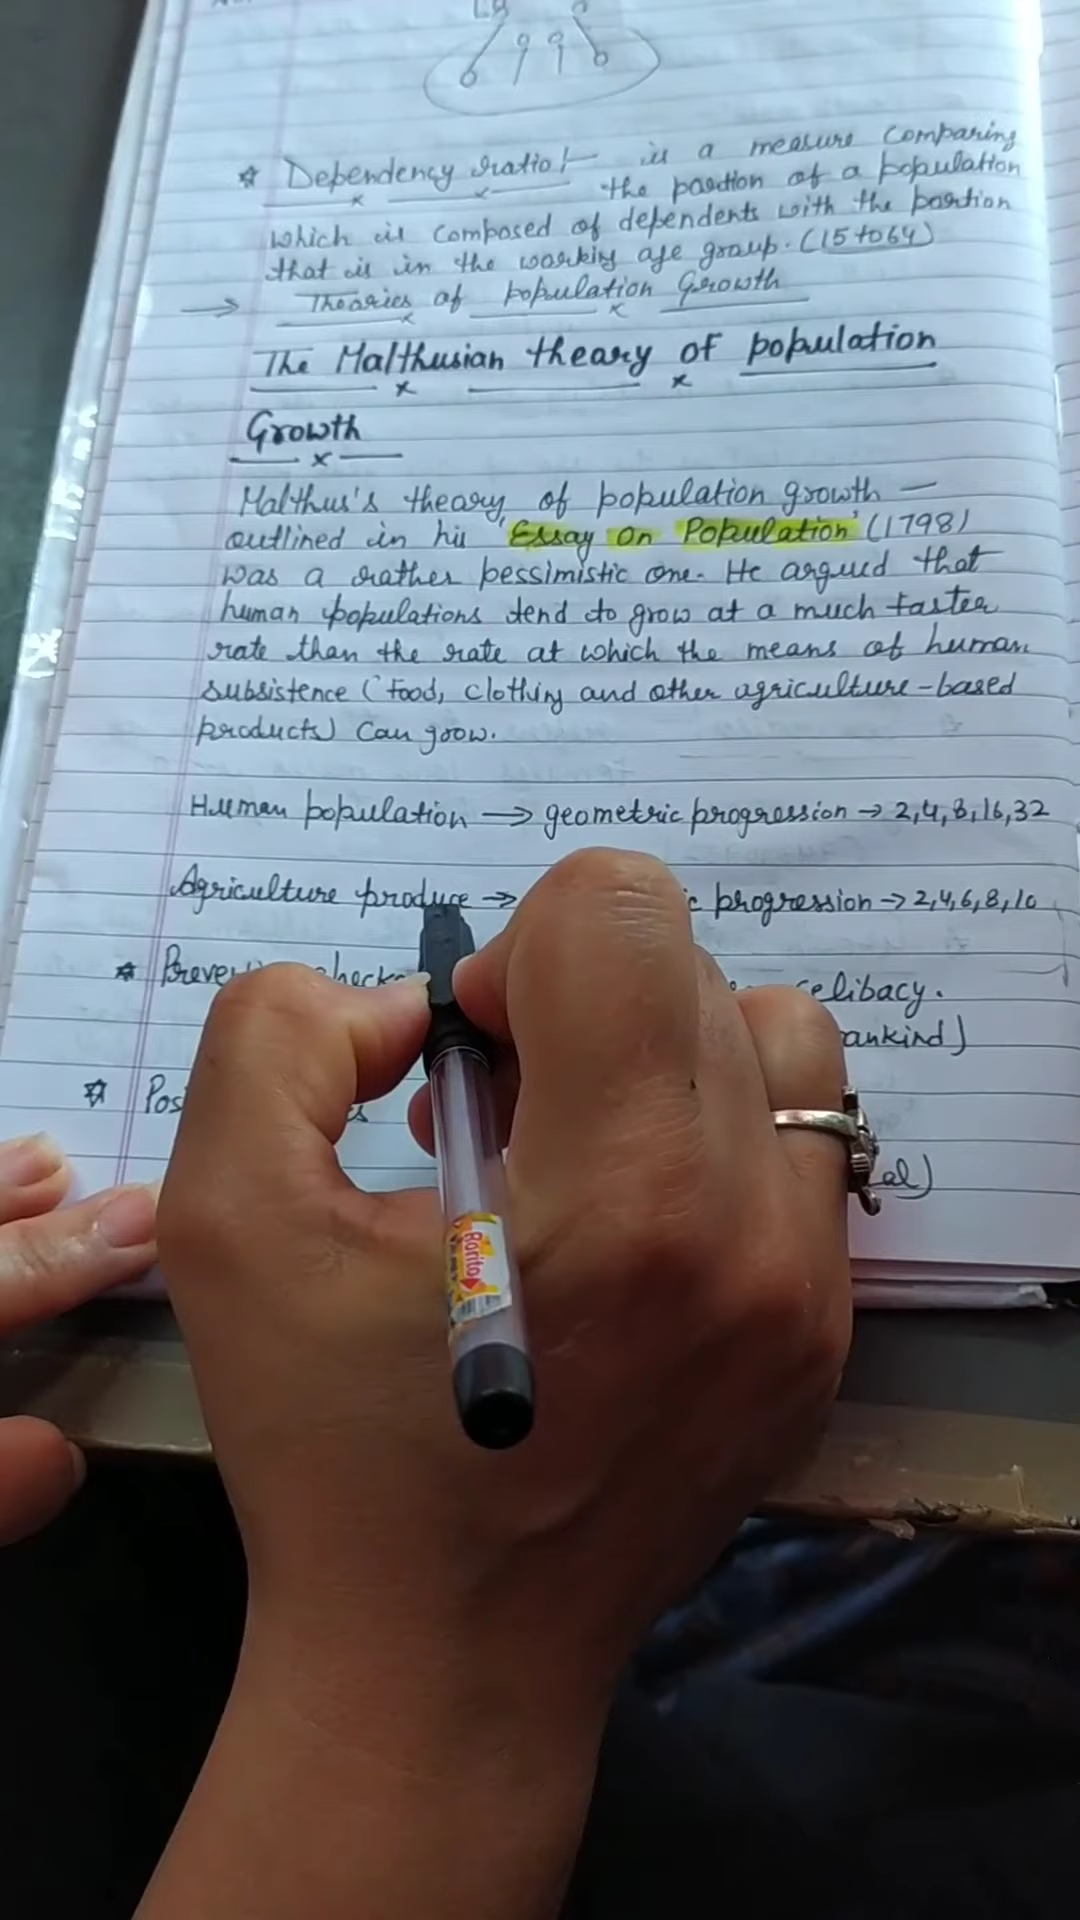 ☆ Dependency ratio:- is a measure comparing
the portion of a population
which is composed of dependents with the portion
that is in the working age group. (15 to 64)
→ Theories of population Growth
The Malthusian theory of population
Growth
Malthus's theory of population growth —
outlined in his 'Essay on Population' (1798)
was a rather pessimistic one. He argued that
human populations tend to grow at a much faster
rate than the rate at which the means of human
subsistence (food, clothing and other agriculture-based
products) can grow.
Human population → geometric progression → 2,4,8,16,32
Agriculture produce → progression → 2,4,6,8,10
☆ celibacy.
☆
Rorito